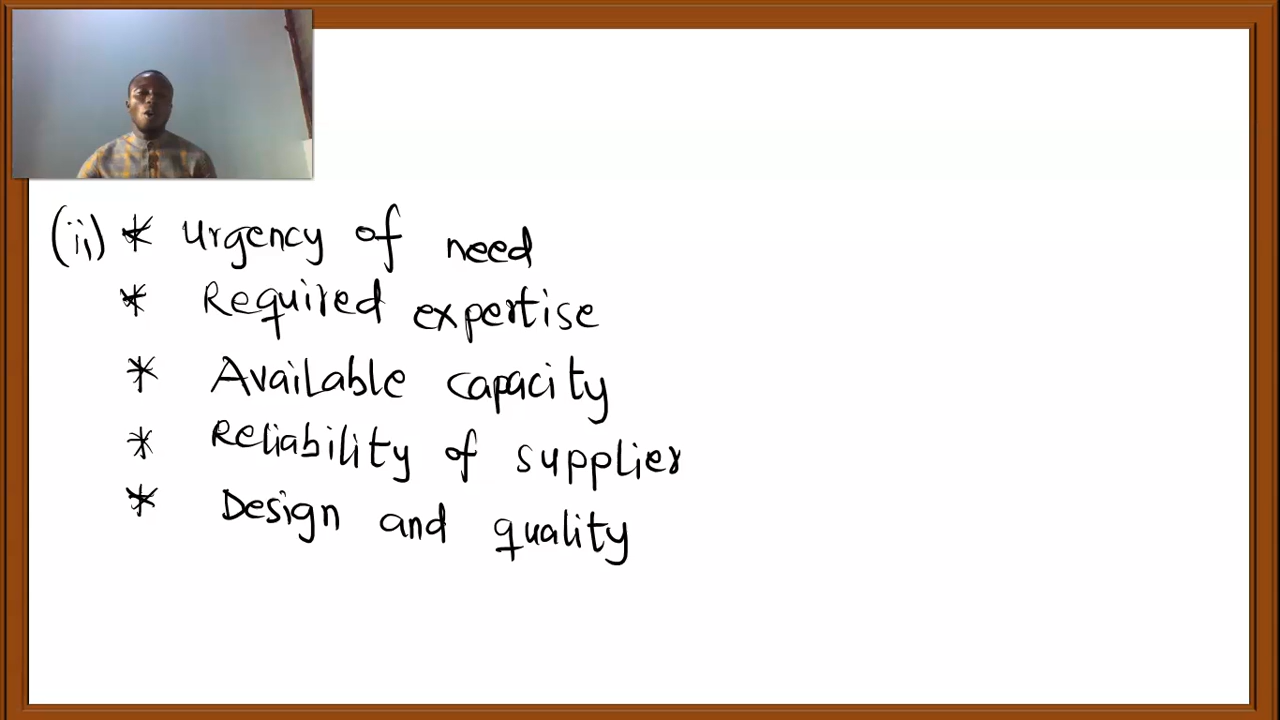 (ii) * Urgency of need
* Required expertise
* Available capacity
* Reliability of supplier
* Design and quality